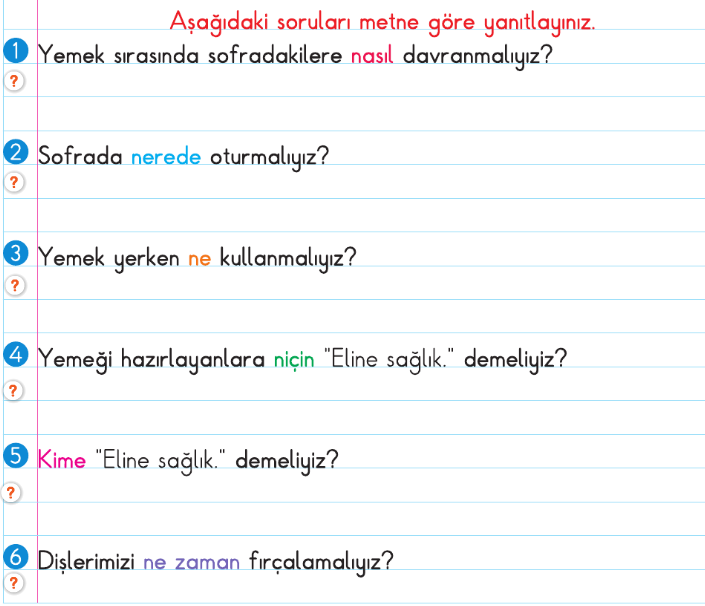 Aşağıdaki soruları metne göre yanıtlayınız.
1 Yemek sırasında sofradakilere nasıl davranmalıyız?
?
2 Sofrada nerede oturmalıyız?
?
3 Yemek yerken ne kullanmalıyız?
?
4 Yemeği hazırlayanlara niçin "Eline sağlık." demeliyiz?
?
5 Kime "Eline sağlık." demeliyiz?
?
6 Dişlerimizi ne zaman fırçalamalıyız?
?